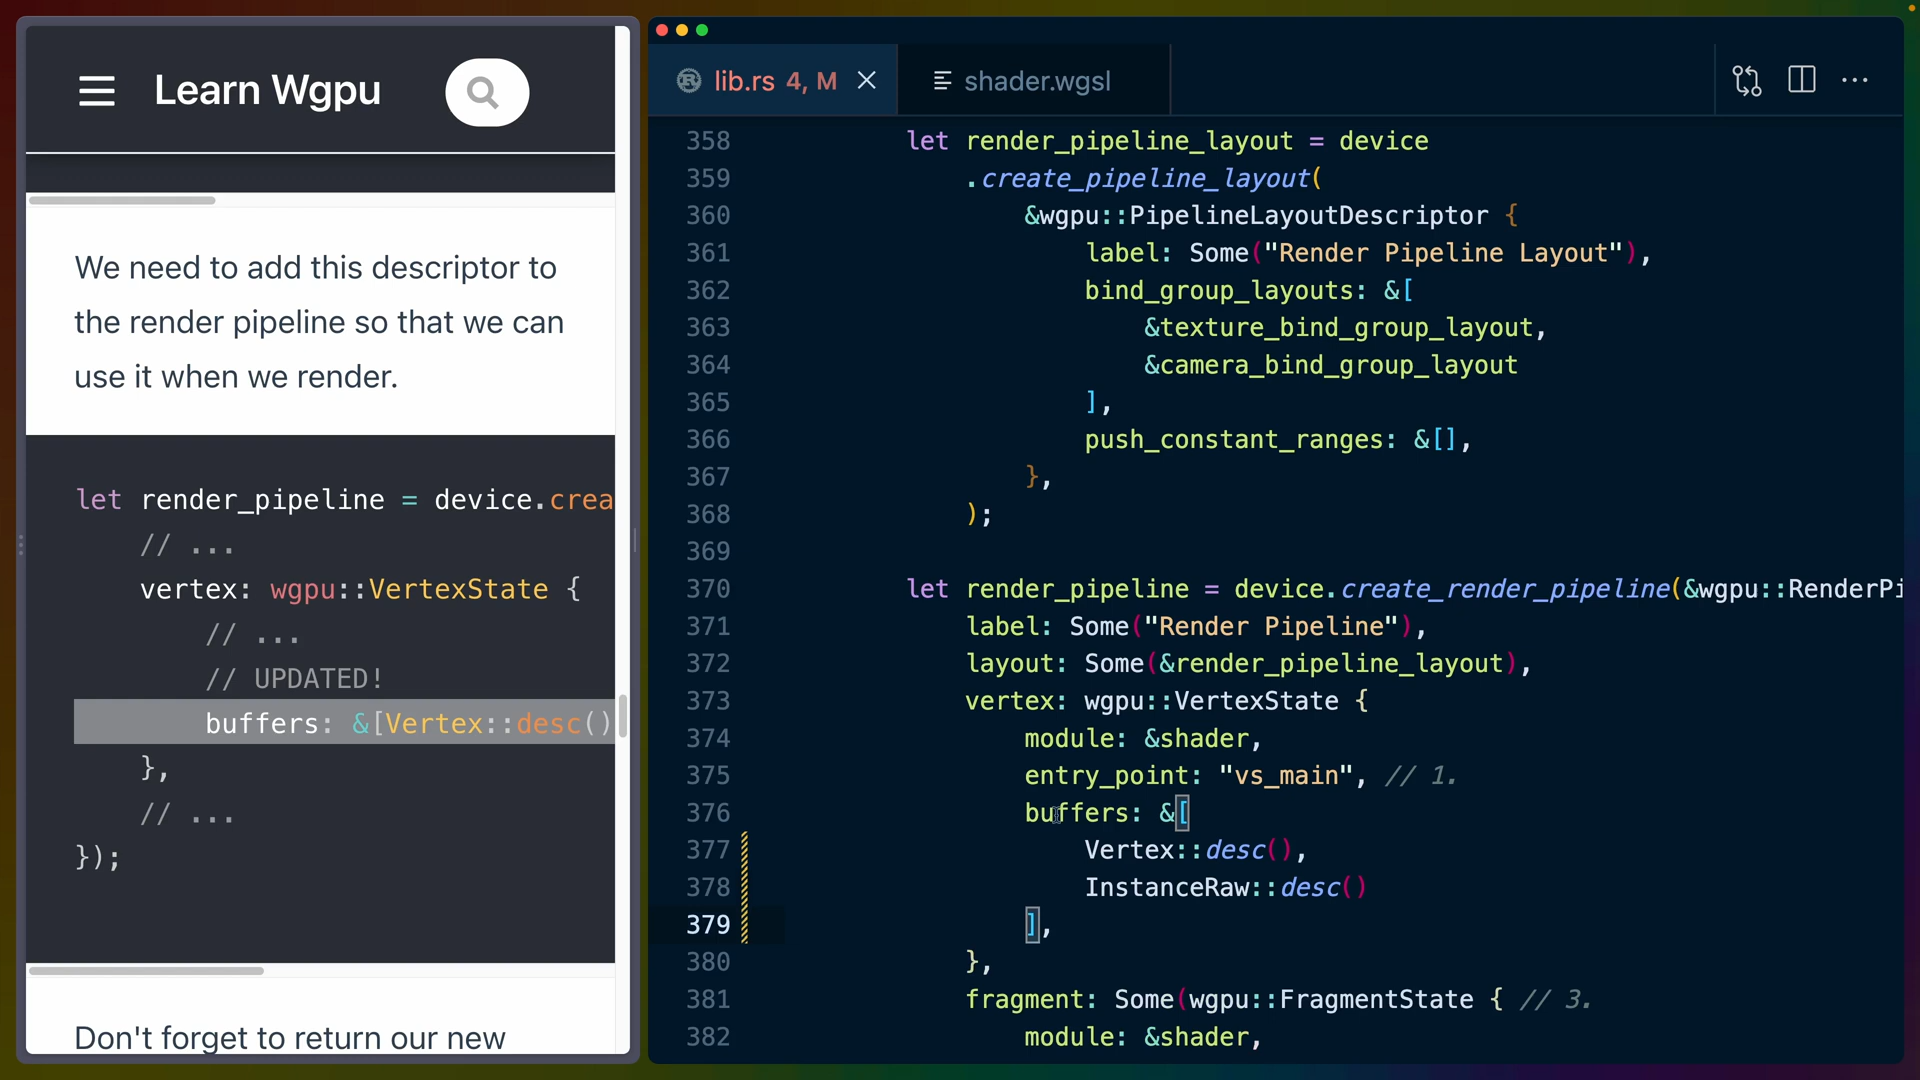 Learn Wgpu
We need to add this descriptor to
the render pipeline so that we can
use it when we render.
let render_pipeline = device.crea
// ...
vertex: wgpu::VertexState {
// ...
// UPDATED!
buffers: &[Vertex::desc()
},
// ...
});
Don't forget to return our new
lib.rs 4, M
shader.wgsl
358 let render_pipeline_layout = device
359 .create_pipeline_layout(
360 &wgpu::PipelineLayoutDescriptor {
361 label: Some("Render Pipeline Layout"),
362 bind_group_layouts: &[
363 &texture_bind_group_layout,
364 &camera_bind_group_layout
365 ],
366 push_constant_ranges: &[],
367 },
368 );
369
370 let render_pipeline = device.create_render_pipeline(&wgpu::RenderPi
371 label: Some("Render Pipeline"),
372 layout: Some(&render_pipeline_layout),
373 vertex: wgpu::VertexState {
374 module: &shader,
375 entry_point: "vs_main", // 1.
376 buffers: &[
377 Vertex::desc(),
378 InstanceRaw::desc()
379 ],
380 },
381 fragment: Some(wgpu::FragmentState { // 3.
382 module: &shader,